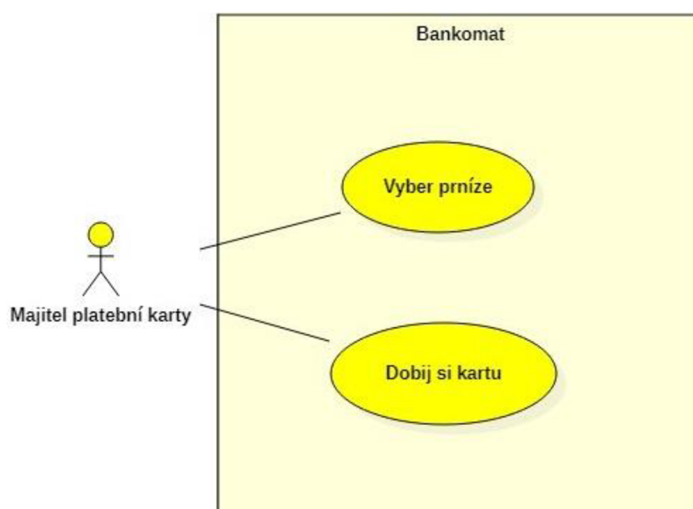 Bankomat
Vyber prníze
Majitel platební karty
Dobij si kartu